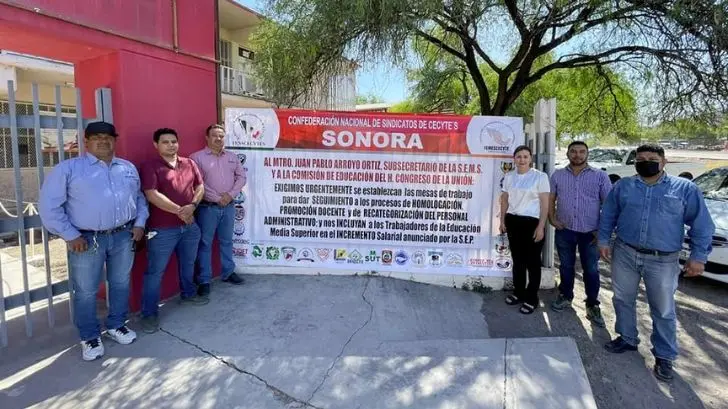 CONFEDERACIÓN NACIONAL DE SINDICATOS DE CECYTE'S
SONORA
AL MTRO. JUAN PABLO ARROYO ORTIZ, SUBSECRETARIO DE LA S.E.M.S.
Y A LA COMISIÓN DE EDUCACIÓN DEL H. CONGRESO DE LA UNIÓN:
EXIGIMOS URGENTEMENTE se establezcan las mesas de trabajo
para dar SEGUIMIENTO a los procesos de HOMOLOGACIÓN,
PROMOCIÓN DOCENTE y de RECATEGORIZACIÓN DEL PERSONAL
ADMINISTRATIVO; y nos INCLUYAN a los Trabajadores de la Educación
Media Superior en el INCREMENTO SALARIAL anunciado por la S.E.P.
SUT